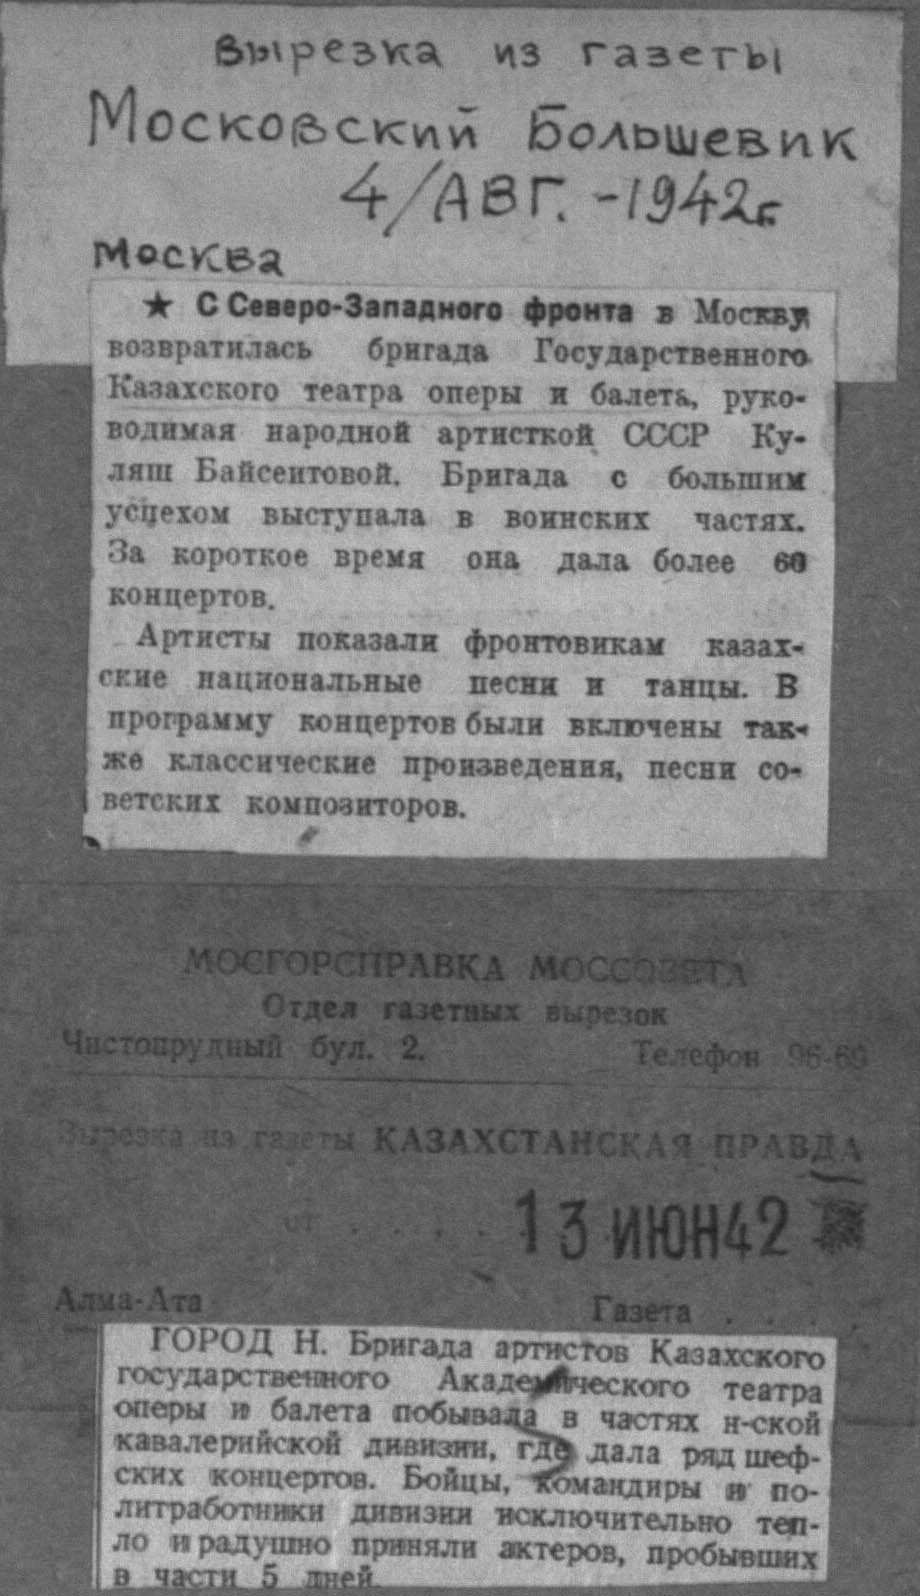 Вырезка из газеты
Московский Большевик
4/АВГ. -1942г.
Москва
★ С Северо-Западного фронта в Москву
возвратилась бригада Государственного
Казахского театра оперы и балета, руко-
водимая народной артисткой СССР Ку-
ляш Байсеитовой. Бригада с большим
успехом выступала в воинских частях.
За короткое время она дала более 60
концертов.
Артисты показали фронтовикам казах-
ские национальные песни и танцы. В
программу концертов были включены так-
же классические произведения, песни со-
ветских композиторов.
МОСГОРСПРАВКА МОССОВЕТА
Отдел газетных вырезок
Чистопрудный бул. 2. Телефон 96-69
Вырезка из газеты КАЗАХСТАНСКАЯ ПРАВДА
от . . . . 13 ИЮН 42
Алма-Ата Газета . . . .
ГОРОД Н. Бригада артистов Казахского
государственного Академического театра
оперы и балета побывала в частях н-ской
кавалерийской дивизии, где дала ряд шеф-
ских концертов. Бойцы, командиры и по-
литработники дивизии исключительно теп-
ло и радушно приняли актеров, пробывших
в части 5 дней.